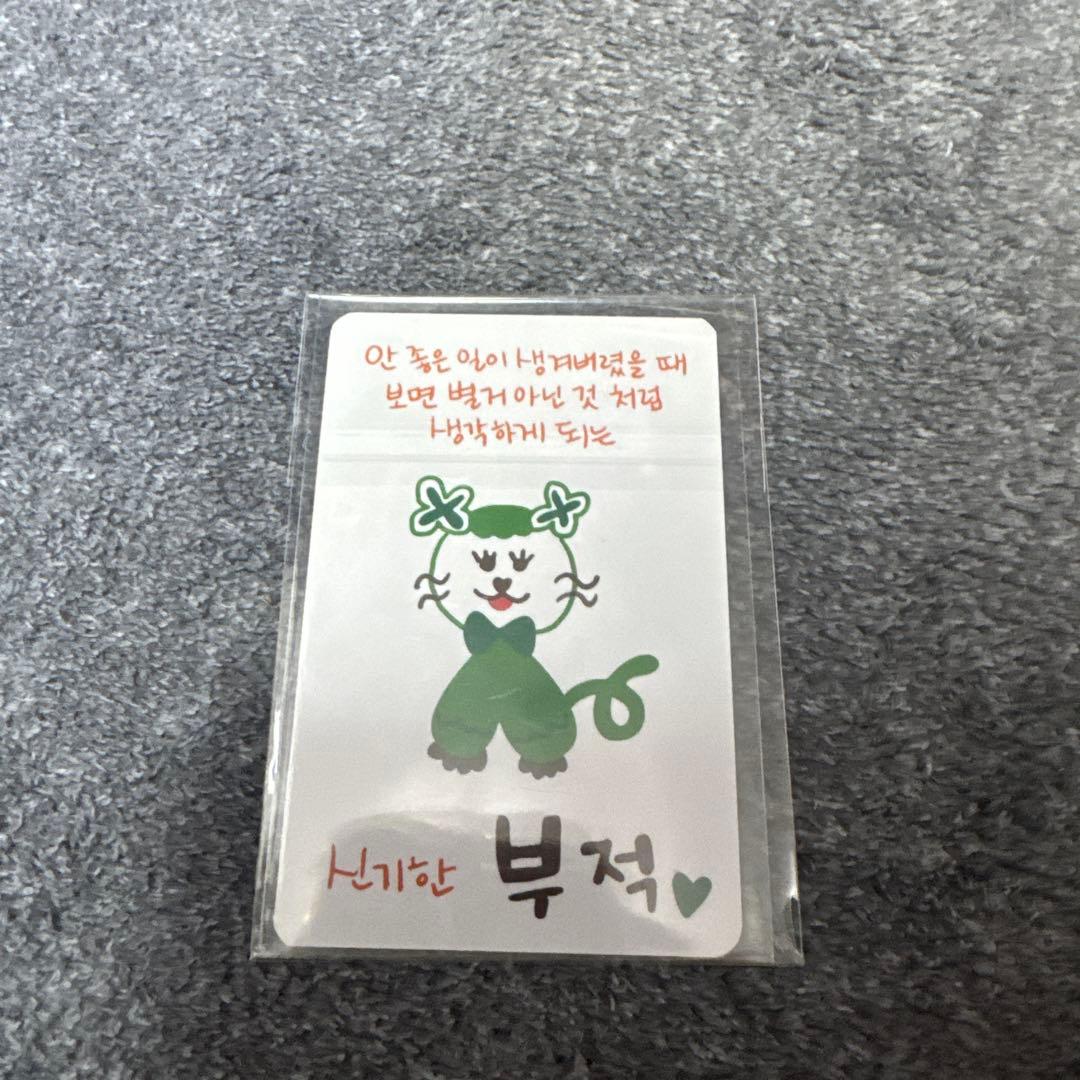 안 좋은 일이 생겨버렸을 때
보면 별거 아닌 것 처럼
생각하게 되는
신기한 부적